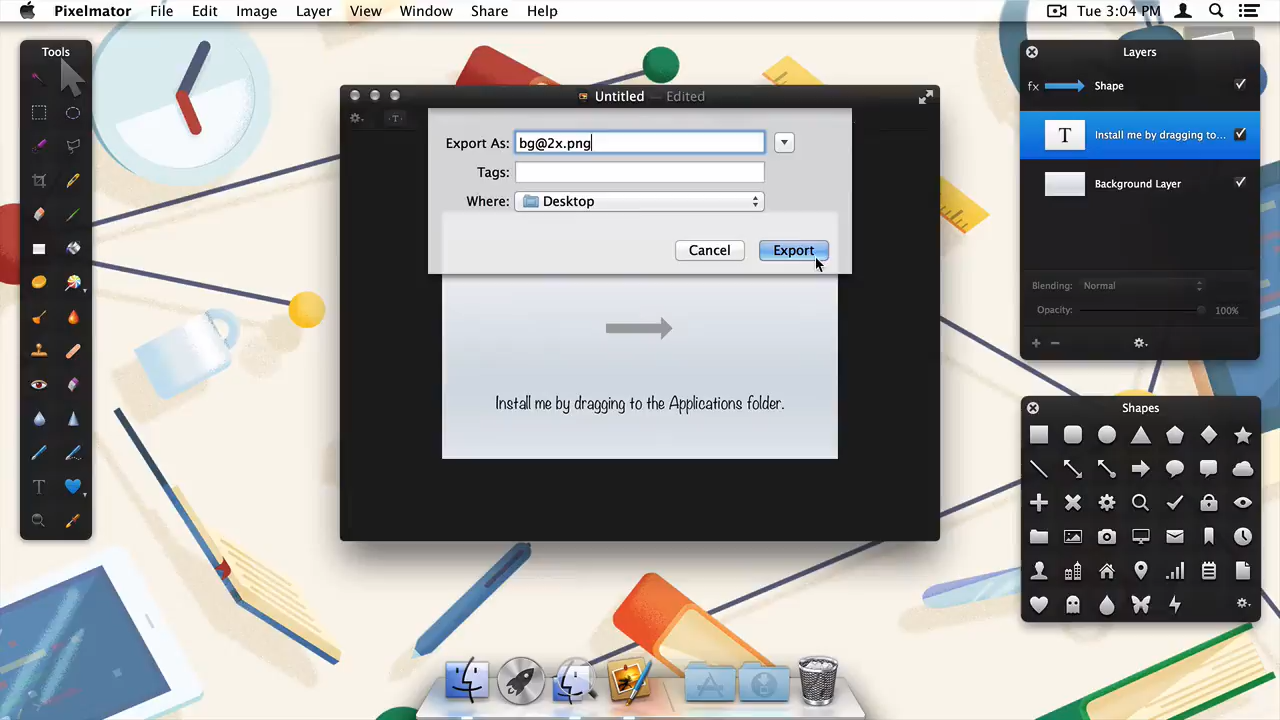 Pixelmator File Edit Image Layer View Window Share Help Tue 3:04 PM
Tools
Untitled — Edited
T
Export As: bg@2x.png
Tags:
Where: Desktop
Cancel Export
Install me by dragging to the Applications folder.
T
Layers
fx Shape
T Install me by dragging to...
Background Layer
Blending: Normal
Opacity: 100%
Shapes